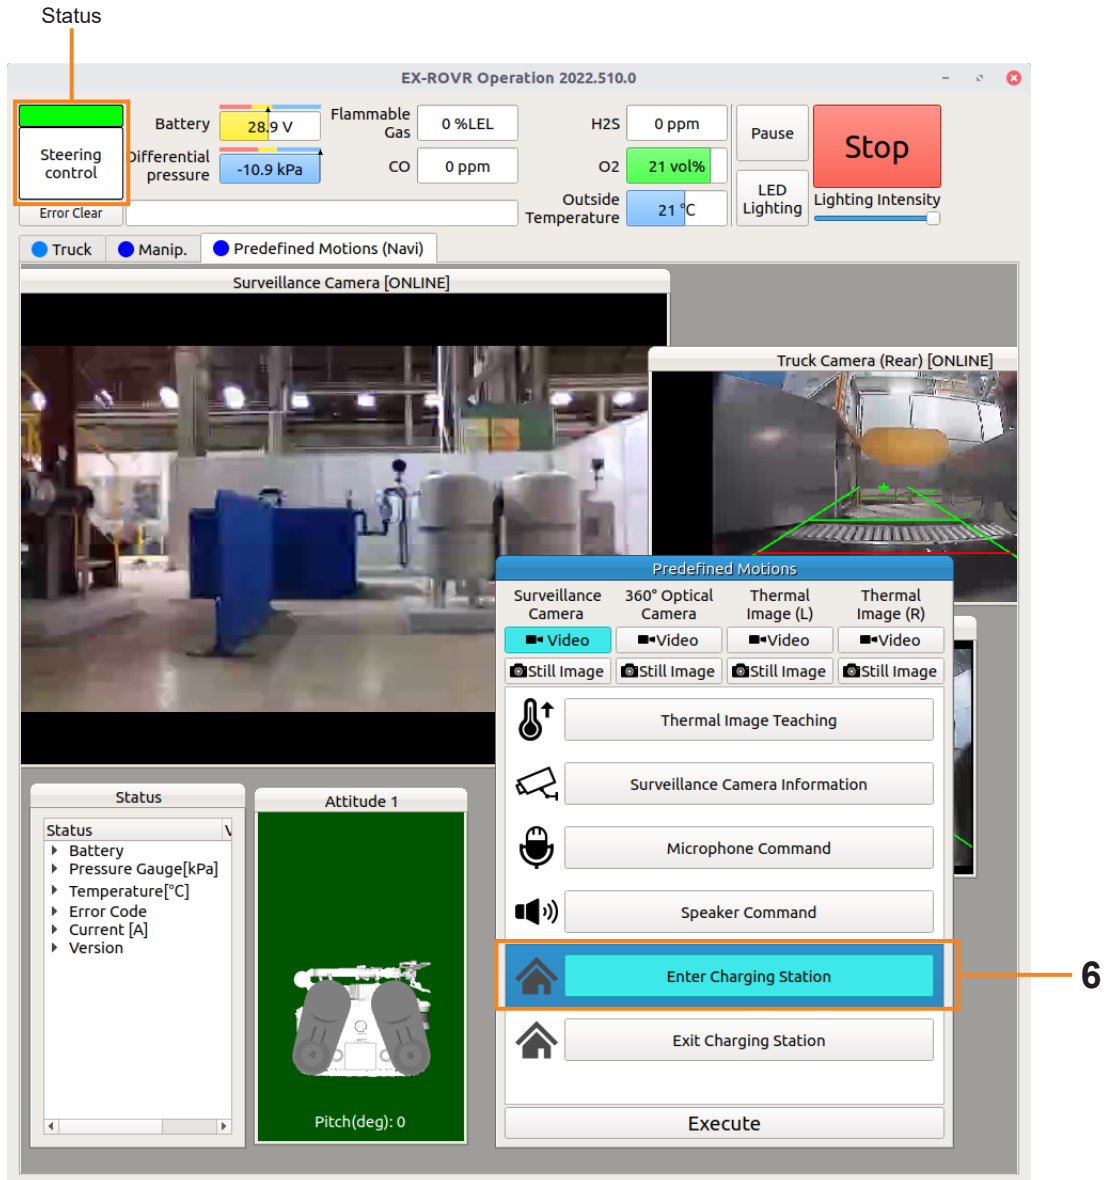 Status
EX-ROVR Operation 2022.510.0
Steering
control
Battery
28.9 V
Differential
pressure
-10.9 kPa
Flammable
Gas
0 %LEL
CO
0 ppm
H2S
0 ppm
O2
21 vol%
Outside
Temperature
21 °C
Pause
LED
Lighting
Stop
Lighting Intensity
Error Clear
Truck
Manip.
Predefined Motions (Navi)
Surveillance Camera [ONLINE]
Truck Camera (Rear) [ONLINE]
Predefined Motions
Surveillance
Camera
360° Optical
Camera
Thermal
Image (L)
Thermal
Image (R)
Video
Video
Video
Video
Still Image
Still Image
Still Image
Still Image
Thermal Image Teaching
Surveillance Camera Information
Microphone Command
Speaker Command
Enter Charging Station
6
Exit Charging Station
Execute
Status
Status
V
Battery
Pressure Gauge[kPa]
Temperature[°C]
Error Code
Current [A]
Version
Attitude 1
Pitch(deg): 0